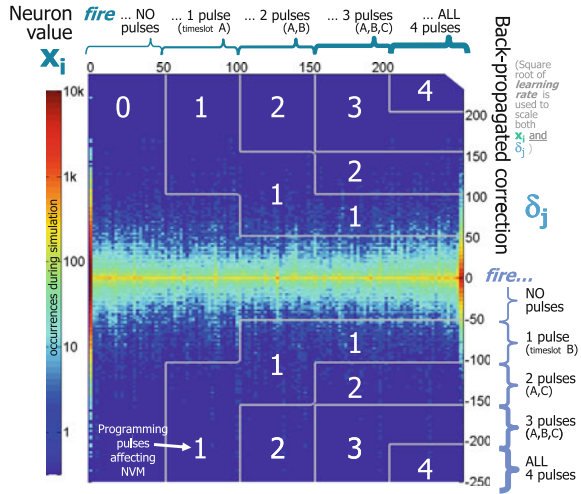 Neuron value
x_i
fire
... NO pulses
... 1 pulse (timeslot A)
... 2 pulses (A,B)
... 3 pulses (A,B,C)
... ALL 4 pulses
0 50 100 150 200
10k
1k
100
10
1
occurrences during simulation
0 1 2 3 4
2
1
1
1
1
2
1 2 3 4
Programming pulses affecting NVM
200
150
100
50
0
-50
-100
-150
-200
-250
Back-propagated correction
δ_j
(Square root of learning rate is used to scale both x_i and δ_j)
fire...
NO pulses
1 pulse (timeslot B)
2 pulses (A,C)
3 pulses (A,B,C)
ALL 4 pulses